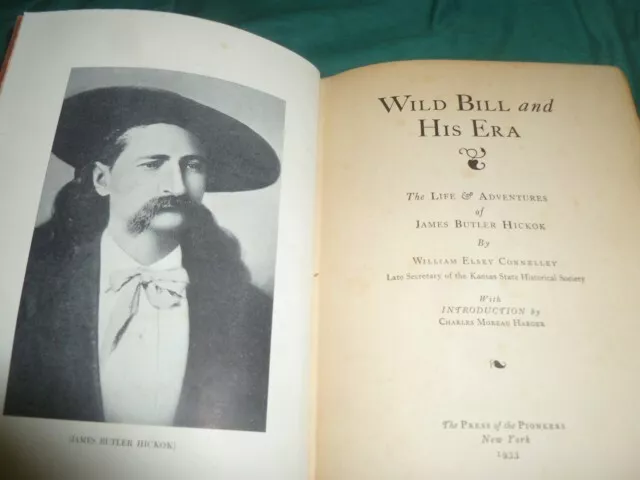 [JAMES BUTLER HICKOK]
WILD BILL and
HIS ERA
The LIFE & ADVENTURES
of
JAMES BUTLER HICKOK
By
WILLIAM ELSEY CONNELLEY
Late Secretary of the Kansas State Historical Society
With
INTRODUCTION by
CHARLES MOREAU HARGER
The PRESS of the PIONEERS
New York
1933